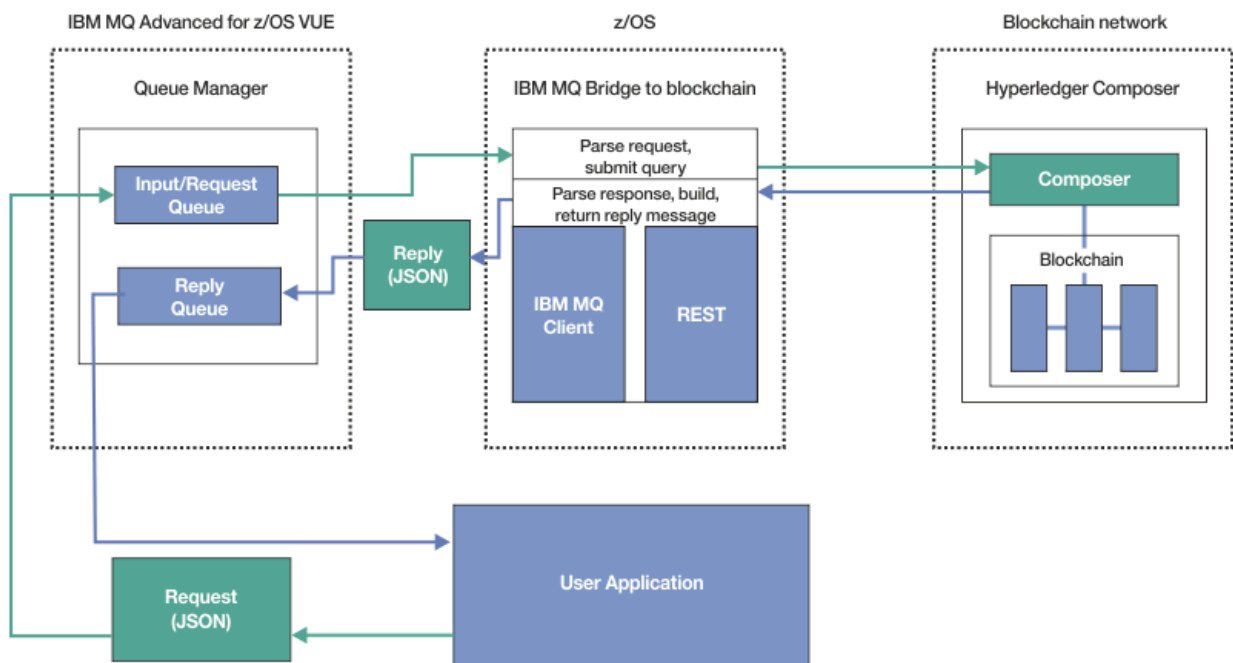 IBM MQ Advanced for z/OS VUE
z/OS
Blockchain network
Queue Manager
IBM MQ Bridge to blockchain
Hyperledger Composer
Parse request,
submit query
Input/Request
Queue
Composer
Parse response, build,
return reply message
Reply
(JSON)
Reply
Queue
Blockchain
IBM MQ
Client
REST
User Application
Request
(JSON)